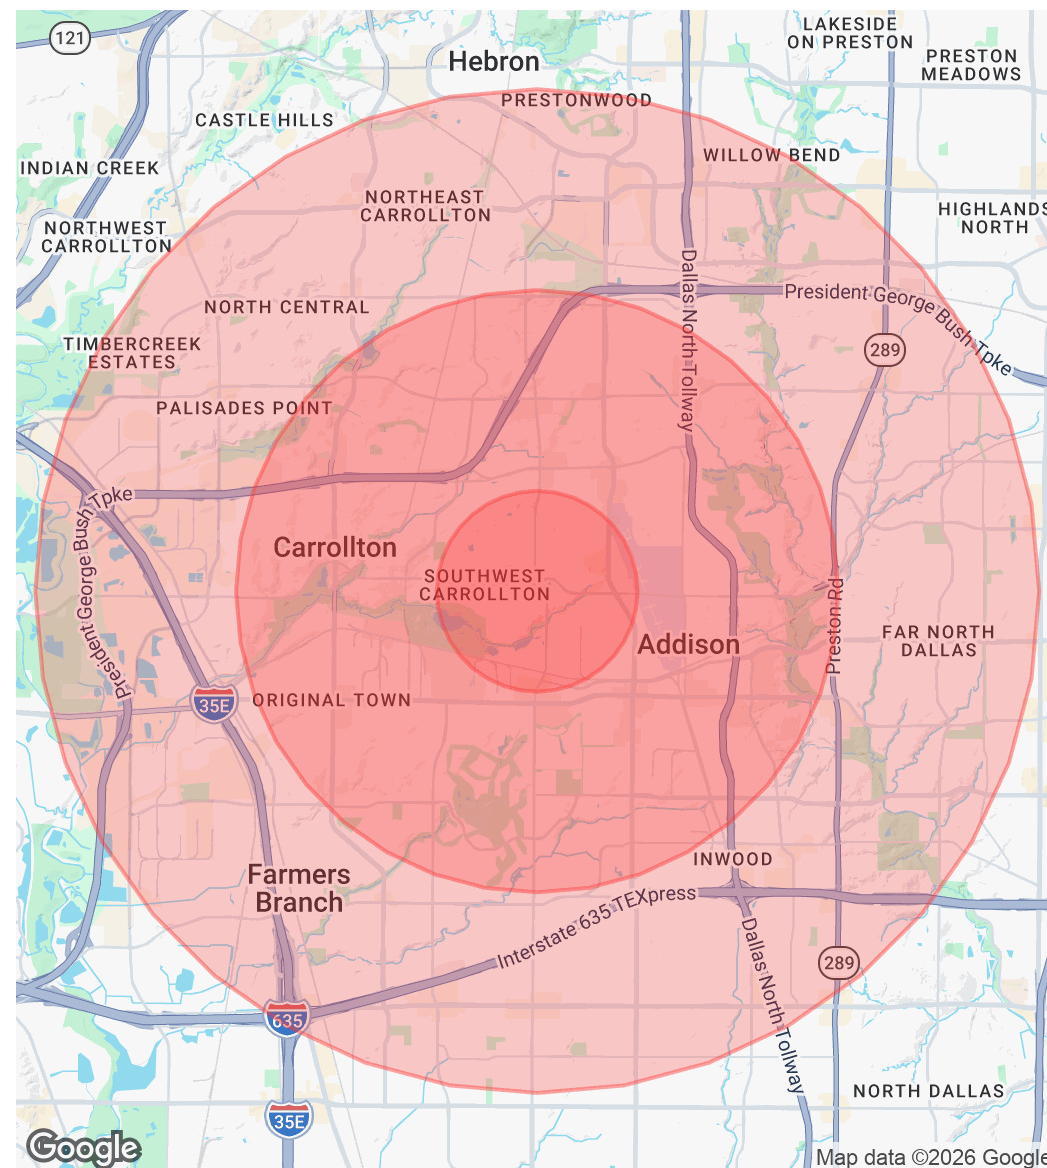 121
LAKESIDE
ON PRESTON
Hebron
PRESTON
MEADOWS
PRESTONWOOD
CASTLE HILLS
WILLOW BEND
INDIAN CREEK
NORTHEAST
CARROLLTON
HIGHLANDS
NORTH
NORTHWEST
CARROLLTON
Dallas North Tollway
President George Bush Tpke
NORTH CENTRAL
TIMBERCREEK
ESTATES
289
PALISADES POINT
President George Bush Tpke
Carrollton
SOUTHWEST
CARROLLTON
Preston Rd
Addison
FAR NORTH
DALLAS
35E
ORIGINAL TOWN
INWOOD
Farmers
Branch
Interstate 635 TEXpress
Dallas North Tollway
289
635
35E
NORTH DALLAS
Google
Map data ©2026 Google